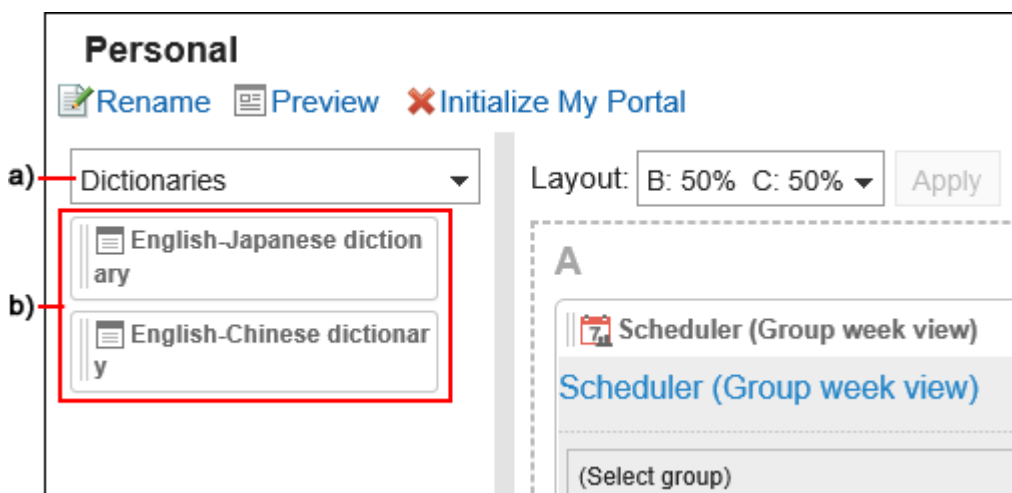 Personal
Rename Preview Initialize My Portal
a) Dictionaries Layout: B: 50% C: 50% Apply
English-Japanese diction
ary
A
b)
English-Chinese dictionar
y
7 Scheduler (Group week view)
Scheduler (Group week view)
(Select group)